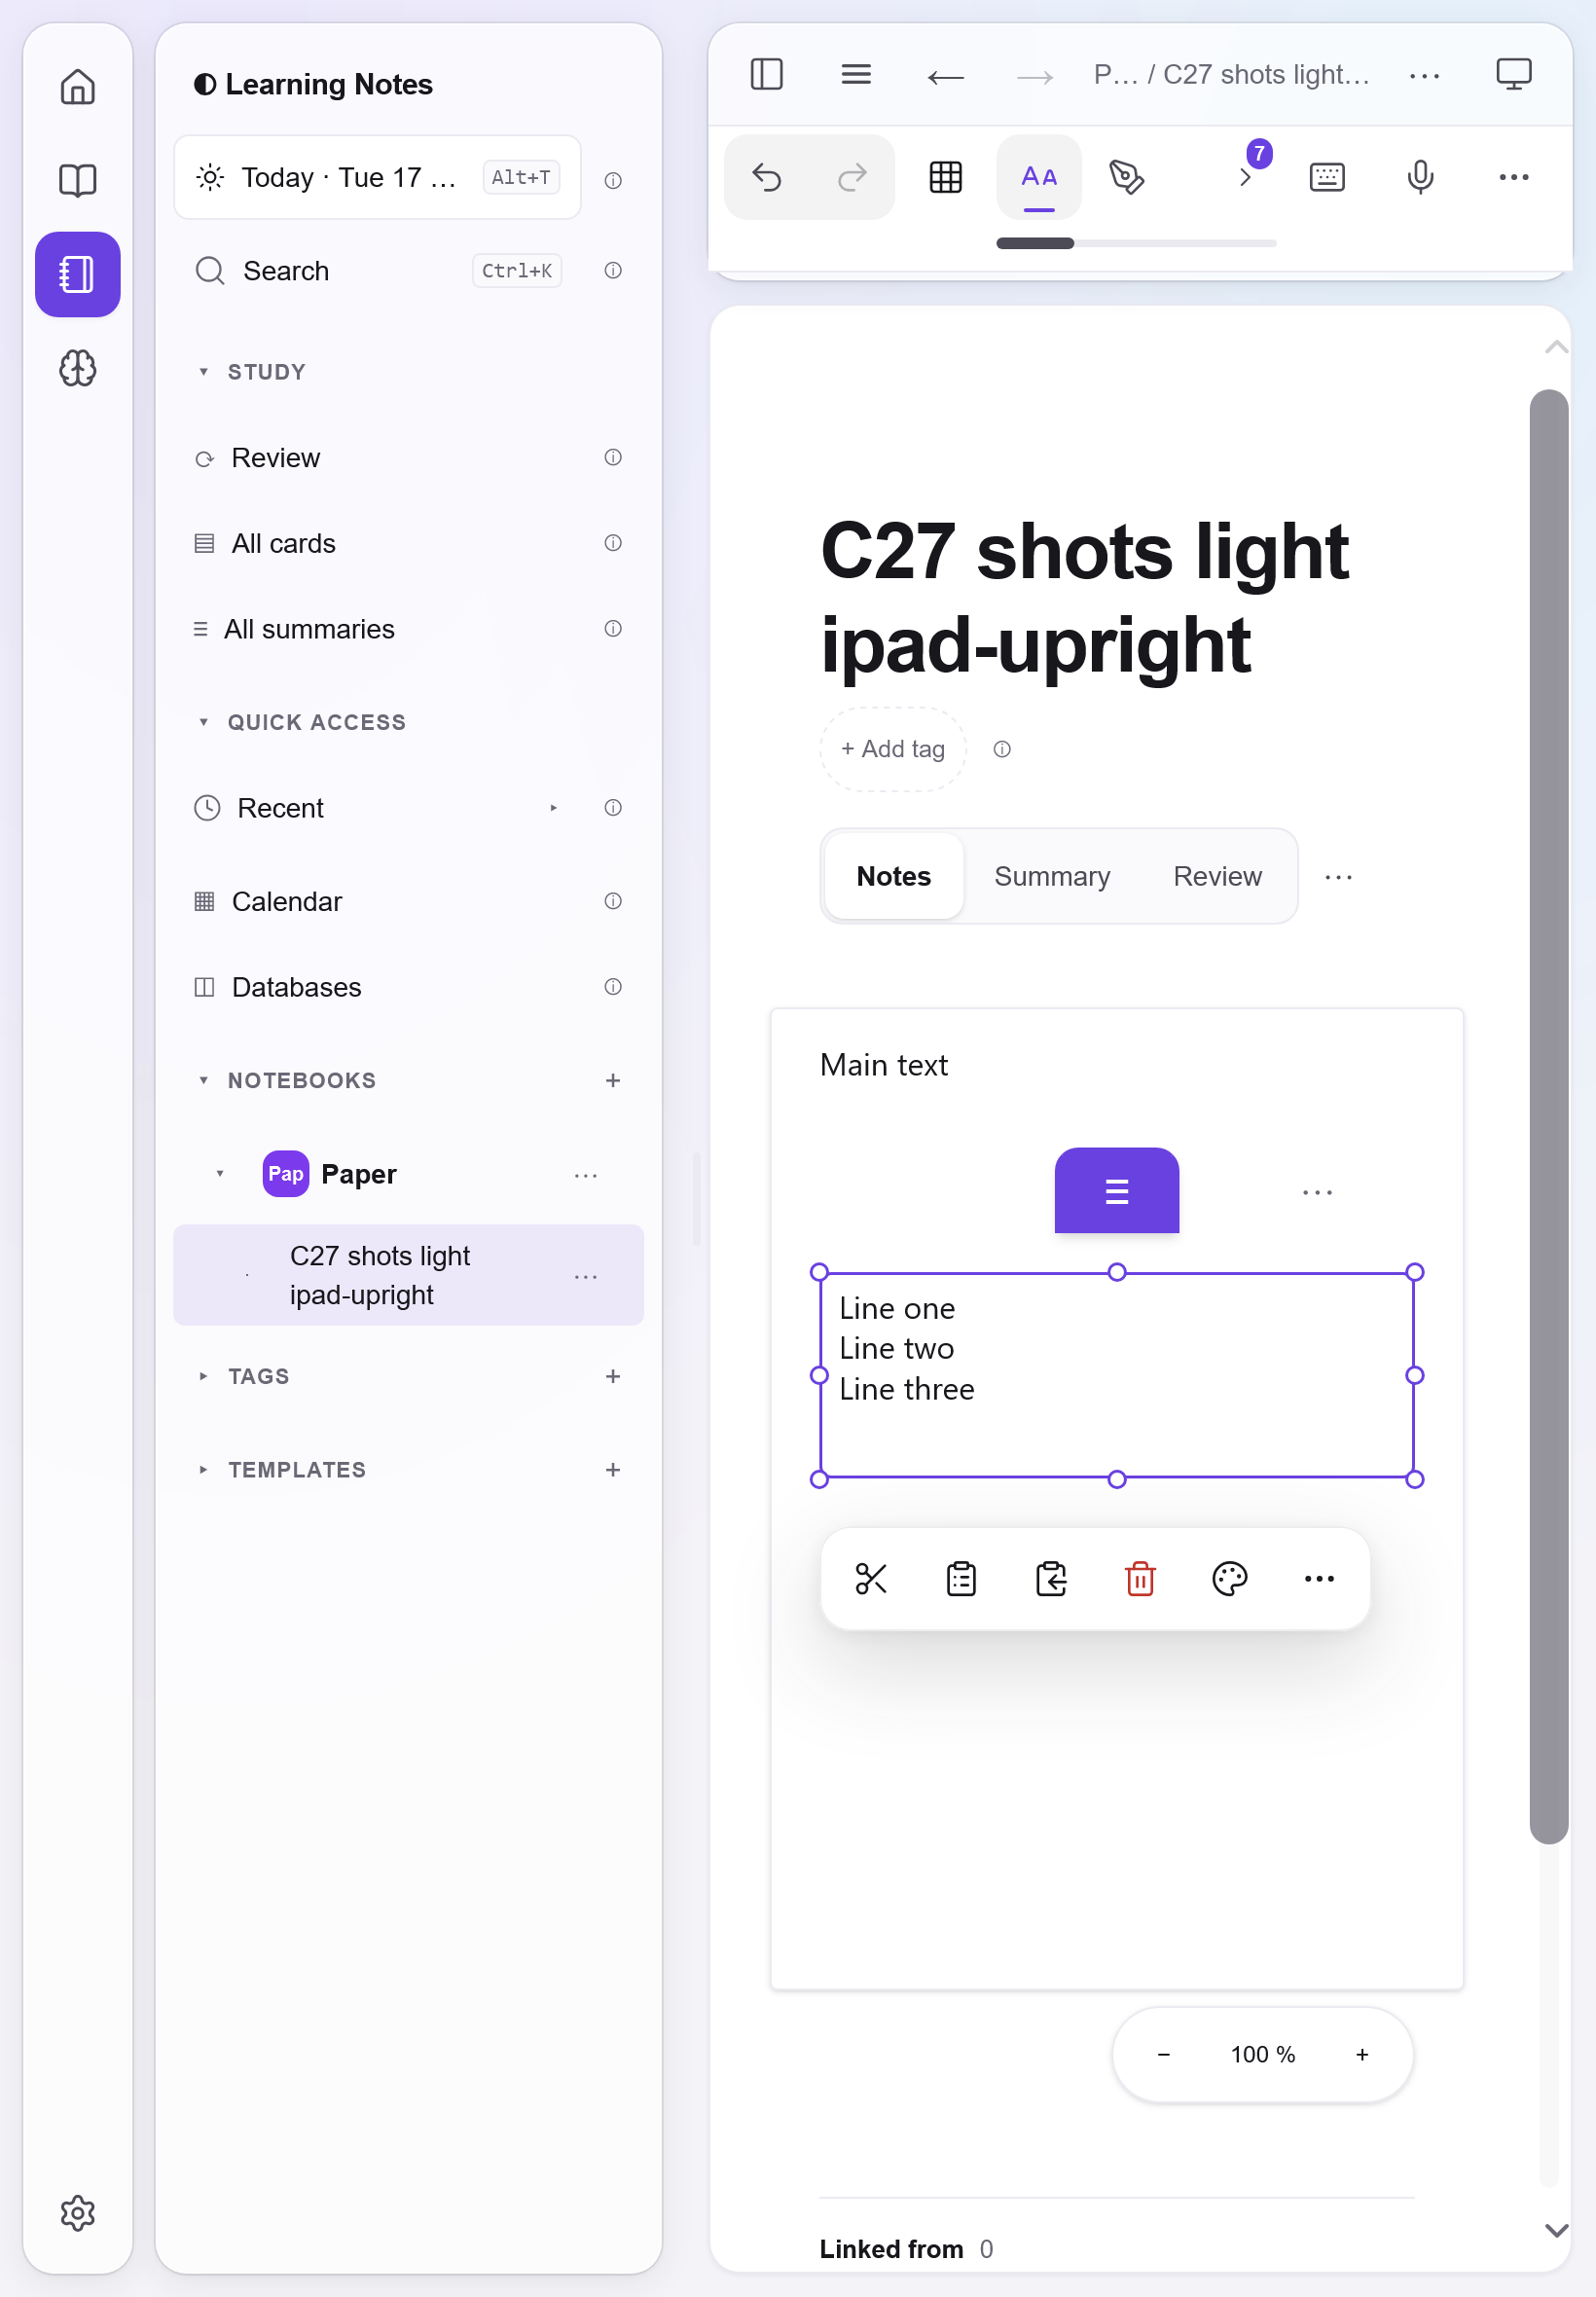 Learning Notes
Today · Tue 17 … Alt+T
Search Ctrl+K
STUDY
Review
All cards
All summaries
QUICK ACCESS
Recent
Calendar
Databases
NOTEBOOKS
Pap Paper
C27 shots light
ipad-upright
TAGS
TEMPLATES
P… / C27 shots light…
7
C27 shots light
ipad-upright
+ Add tag
Notes Summary Review
Main text
Line one
Line two
Line three
− 100 % +
Linked from 0